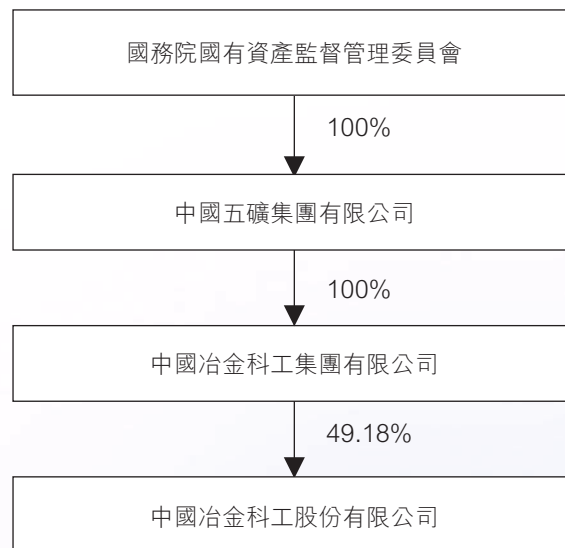 國務院國有資產監督管理委員會
100%
中國五礦集團有限公司
100%
中國冶金科工集團有限公司
49.18%
中國冶金科工股份有限公司